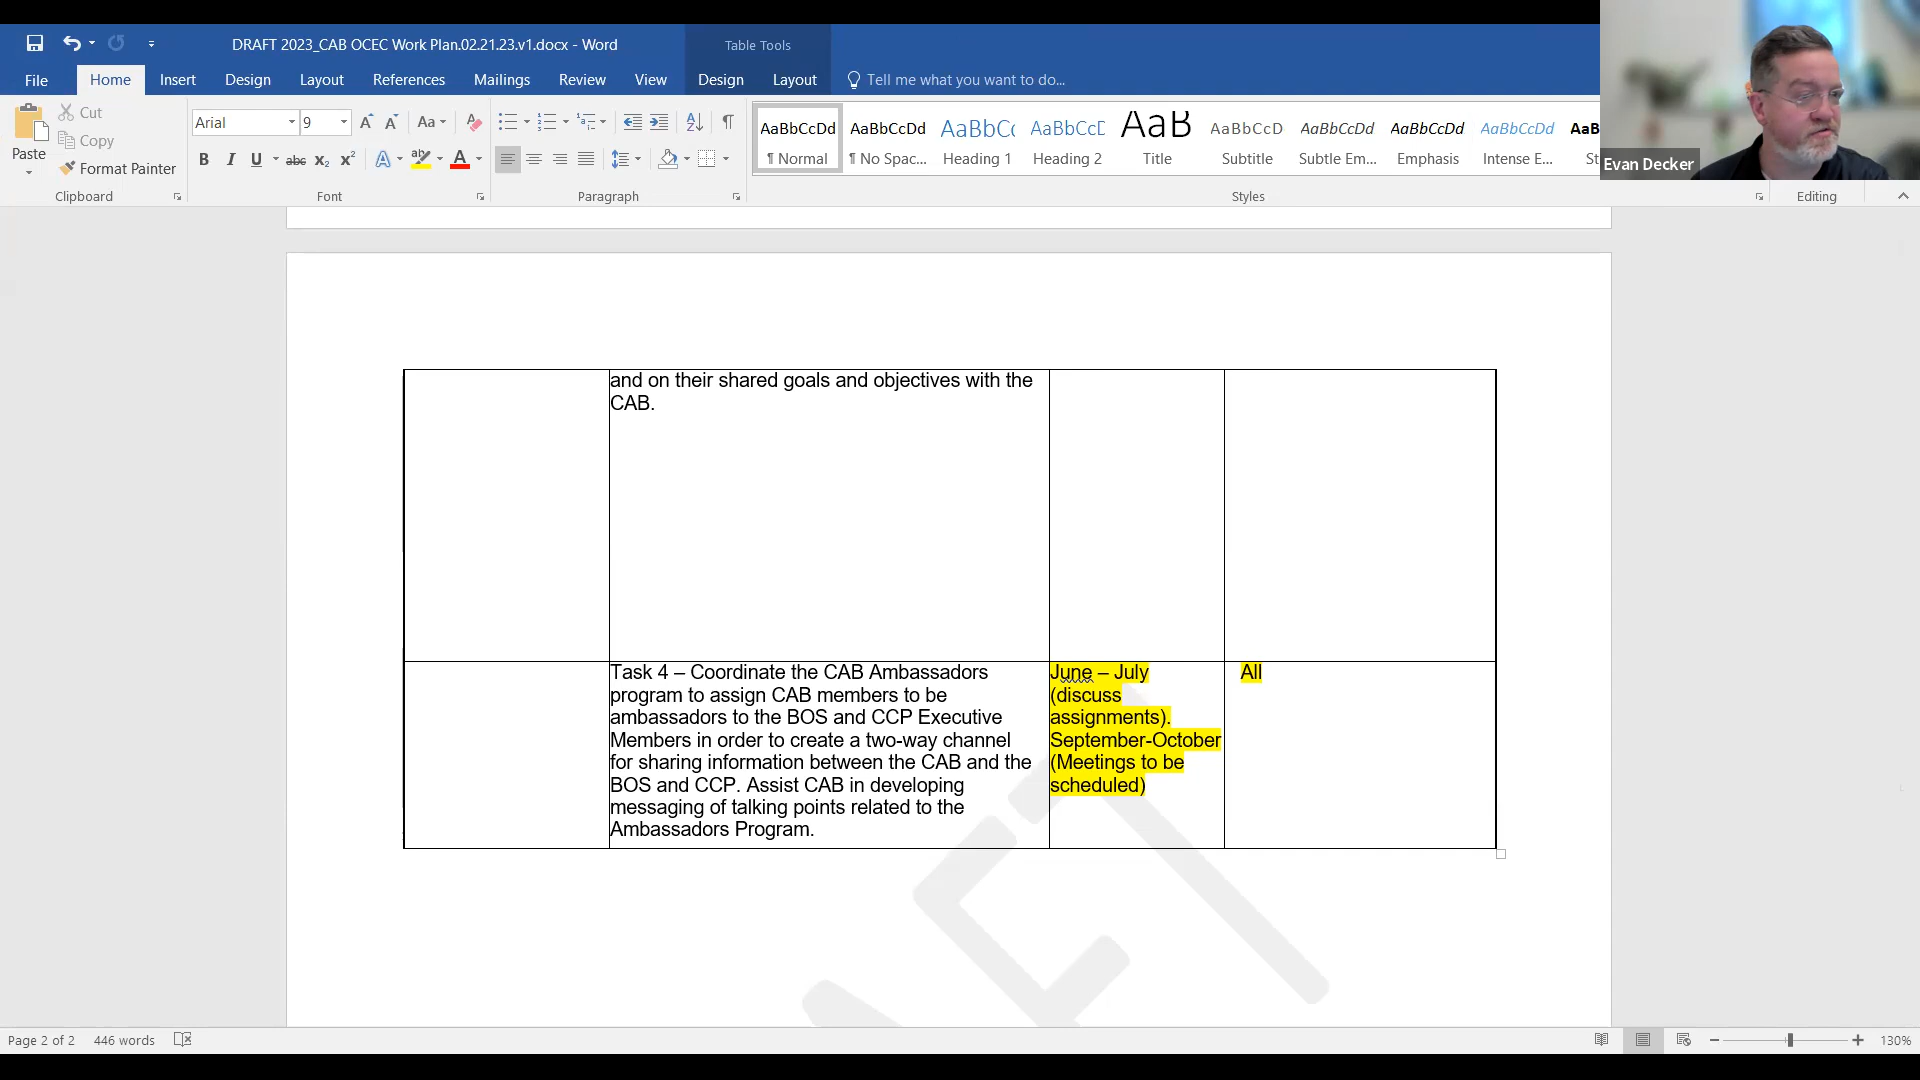 DRAFT 2023_CAB OCEC Work Plan.02.21.23.v1.docx - Word
Table Tools
File
Home
Insert
Design
Layout
References
Mailings
Review
View
Design
Layout
Tell me what you want to do...
Paste
Cut
Copy
Format Painter
Clipboard
Arial
9
Font
Paragraph
AaBbCcDd
¶ Normal
AaBbCcDd
¶ No Spac...
AaBbCc
Heading 1
AaBbCcD
Heading 2
AaB
Title
AaBbCcD
Subtitle
AaBbCcDd
Subtle Em...
AaBbCcDd
Emphasis
AaBbCcDd
Intense E...
AaBb
St
Styles
Editing
Evan Decker
and on their shared goals and objectives with the
CAB.
Task 4 – Coordinate the CAB Ambassadors
program to assign CAB members to be
ambassadors to the BOS and CCP Executive
Members in order to create a two-way channel
for sharing information between the CAB and the
BOS and CCP. Assist CAB in developing
messaging of talking points related to the
Ambassadors Program.
June – July
(discuss
assignments).
September-October
(Meetings to be
scheduled)
All
Page 2 of 2
446 words
130%